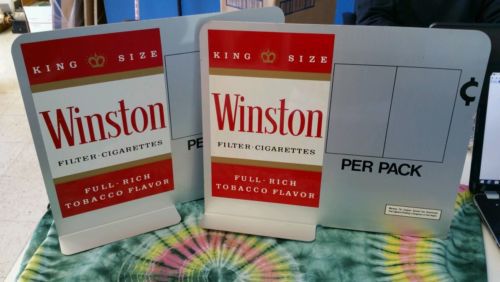 KING SIZE
Winston
FILTER-CIGARETTES
FULL-RICH
TOBACCO FLAVOR
KING SIZE
Winston
FILTER-CIGARETTES
FULL-RICH
TOBACCO FLAVOR
¢
PER PACK